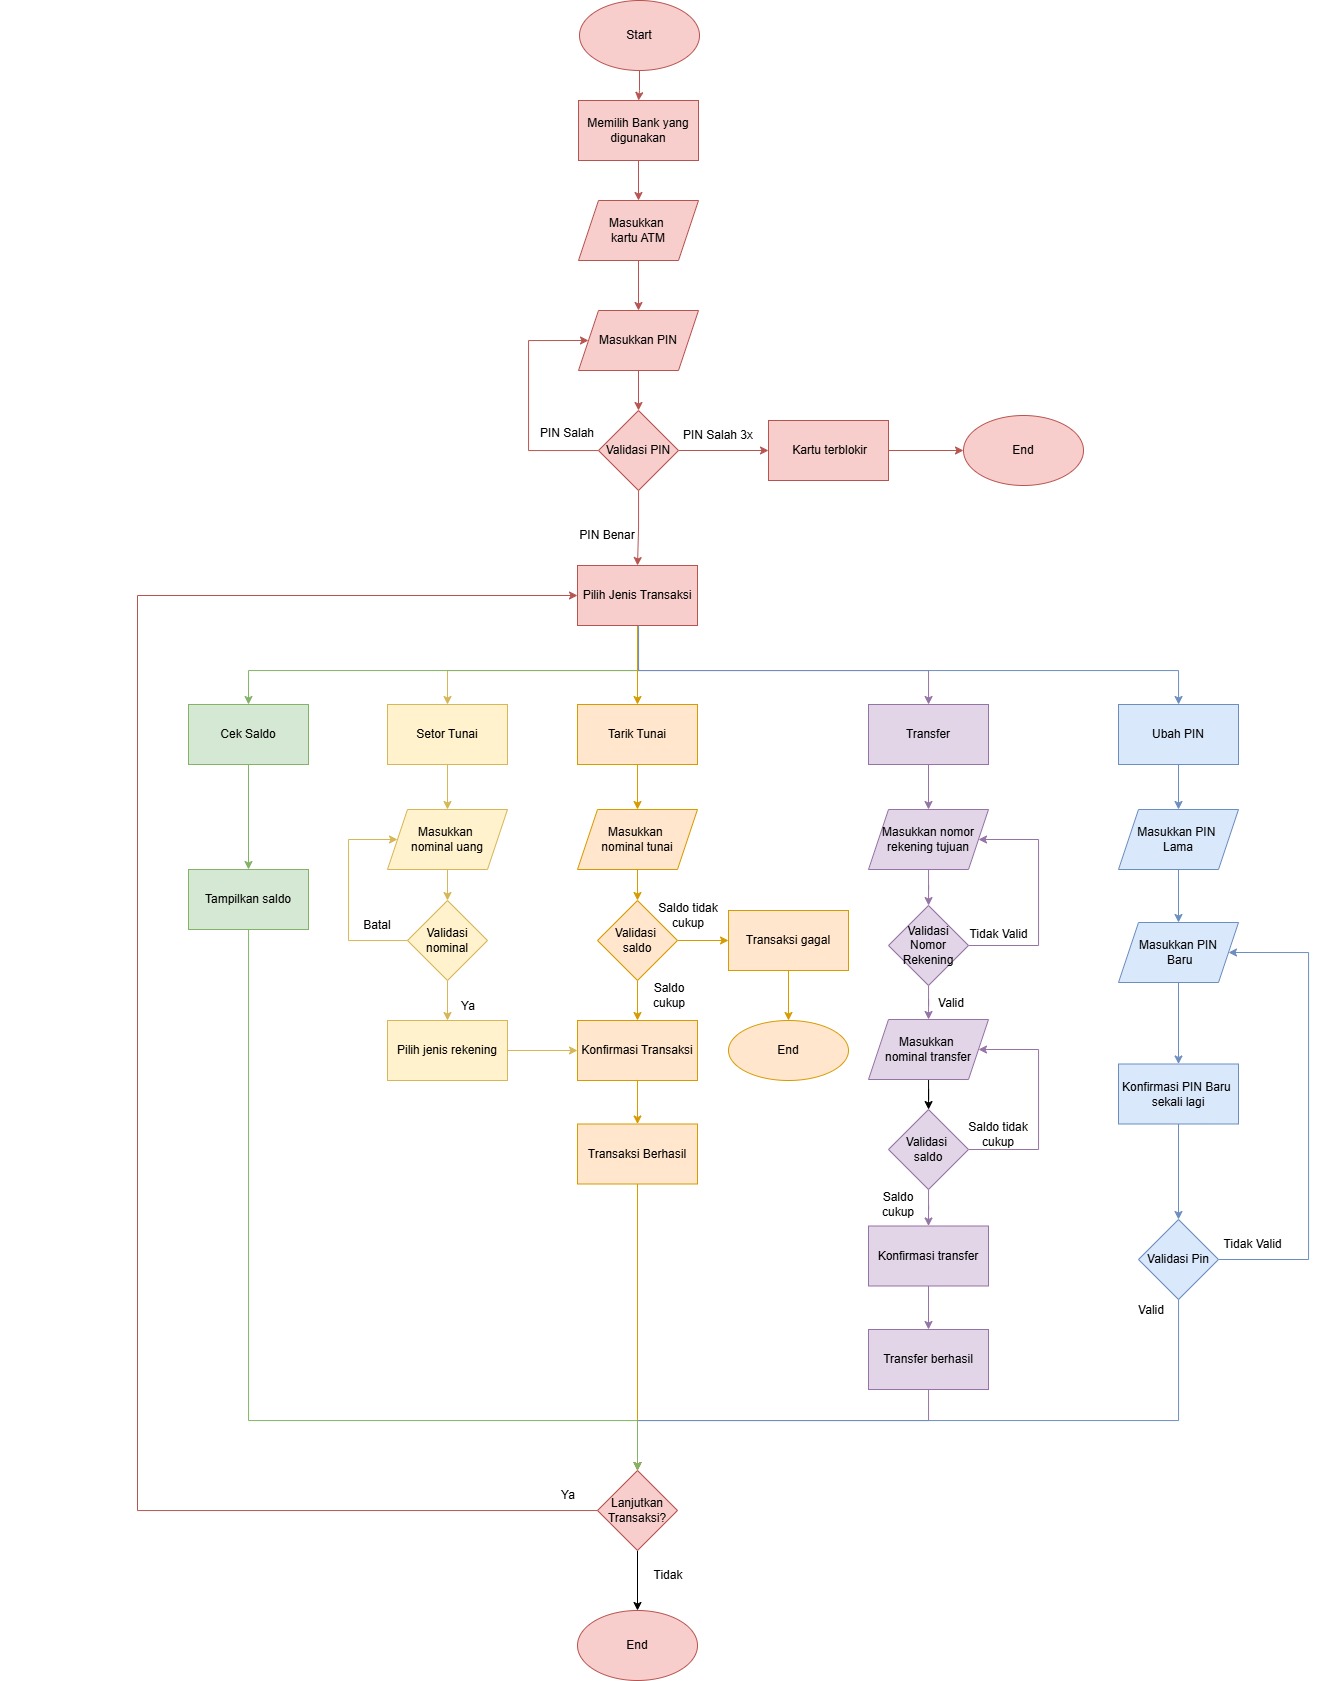 Start
Memilih Bank yang
digunakan
Masukkan
kartu ATM
Masukkan PIN
PIN Salah
Validasi PIN
PIN Salah 3x
Kartu terblokir
End
PIN Benar
Pilih Jenis Transaksi
Cek Saldo
Setor Tunai
Tarik Tunai
Transfer
Ubah PIN
Masukkan
nominal uang
Masukkan
nominal tunai
Masukkan nomor
rekening tujuan
Masukkan PIN
Lama
Tampilkan saldo
Batal
Validasi
nominal
Validasi
saldo
Saldo tidak
cukup
Transaksi gagal
Validasi
Nomor
Rekening
Tidak Valid
Masukkan PIN
Baru
Ya
Saldo
cukup
Valid
Pilih jenis rekening
Konfirmasi Transaksi
End
Masukkan
nominal transfer
Konfirmasi PIN Baru
sekali lagi
Transaksi Berhasil
Validasi
saldo
Saldo tidak
cukup
Saldo
cukup
Konfirmasi transfer
Validasi Pin
Tidak Valid
Valid
Transfer berhasil
Ya
Lanjutkan
Transaksi?
Tidak
End